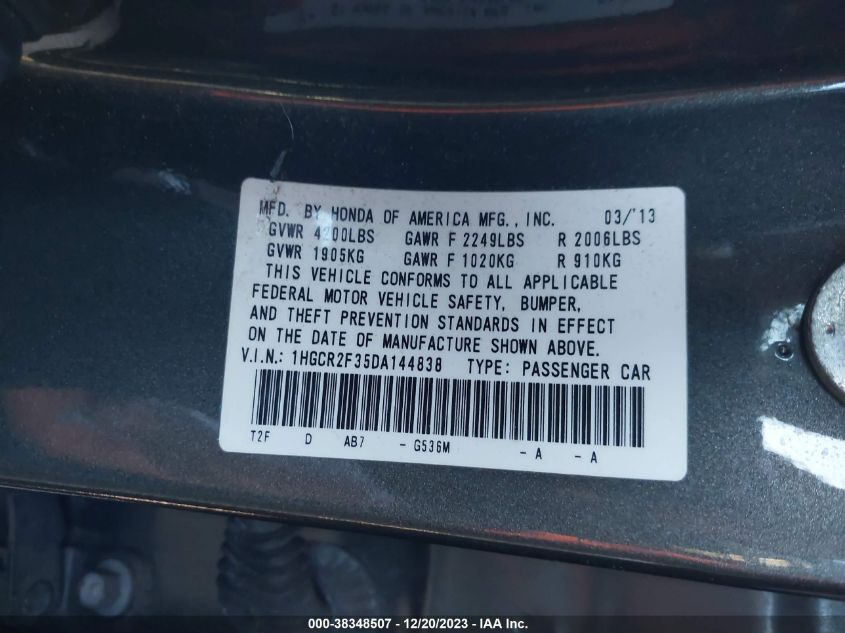 MFD. BY HONDA OF AMERICA MFG., INC. 03/'13
GVWR 4200LBS GAWR F 2249LBS R 2006LBS
GVWR 1905KG GAWR F 1020KG R 910KG
THIS VEHICLE CONFORMS TO ALL APPLICABLE
FEDERAL MOTOR VEHICLE SAFETY, BUMPER,
AND THEFT PREVENTION STANDARDS IN EFFECT
ON THE DATE OF MANUFACTURE SHOWN ABOVE.
V.I.N.: 1HGCR2F35DA144838 TYPE: PASSENGER CAR
T2F D AB7 - G536M - A - A
000-38348507 - 12/20/2023 - IAA Inc.